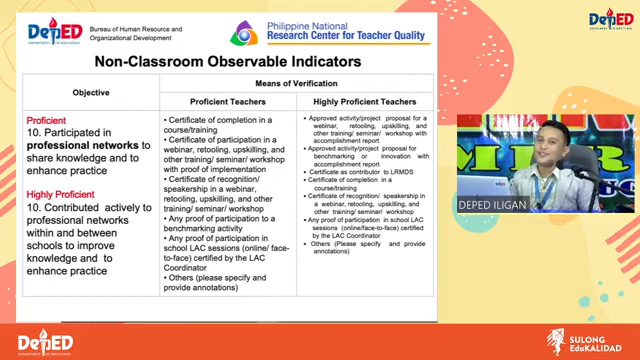 DepED
DEPARTMENT OF EDUCATION
Bureau of Human Resource and
Organizational Development
Philippine National
Research Center for Teacher Quality
DepED
Non-Classroom Observable Indicators
Objective
Means of Verification
Proficient Teachers
Highly Proficient Teachers
Proficient
10. Participated in
professional networks to
share knowledge and to
enhance practice
Highly Proficient
10. Contributed actively to
professional networks
within and between
schools to improve
knowledge and to
enhance practice
• Certificate of completion in a
course/training
• Certificate of participation in a
webinar, retooling, upskilling, and
other training/ seminar/ workshop
with proof of implementation
• Certificate of recognition/
speakership in a webinar,
retooling, upskilling, and other
training/ seminar/ workshop
• Any proof of participation to a
benchmarking activity
• Any proof of participation in
school LAC sessions (online/ face-
to-face) certified by the LAC
Coordinator
• Others (please specify and
provide annotations)
• Approved activity/project proposal for a
webinar, retooling, upskilling, and
other training/ seminar/ workshop with
accomplishment report
• Approved activity/project proposal for
benchmarking or innovation with
accomplishment report
• Certificate as contributor to LRMDS
• Certificate of completion in a
course/training
• Certificate of recognition/ speakership in
a webinar, retooling, upskilling, and
other training/ seminar/ workshop
• Any proof of participation in school LAC
sessions (online/ face-to-face) certified
by the LAC Coordinator
• Others (Please specify and provide
annotations)
DEPED ILIGAN
DepED
DEPARTMENT OF EDUCATION
SULONG
EduKALIDAD